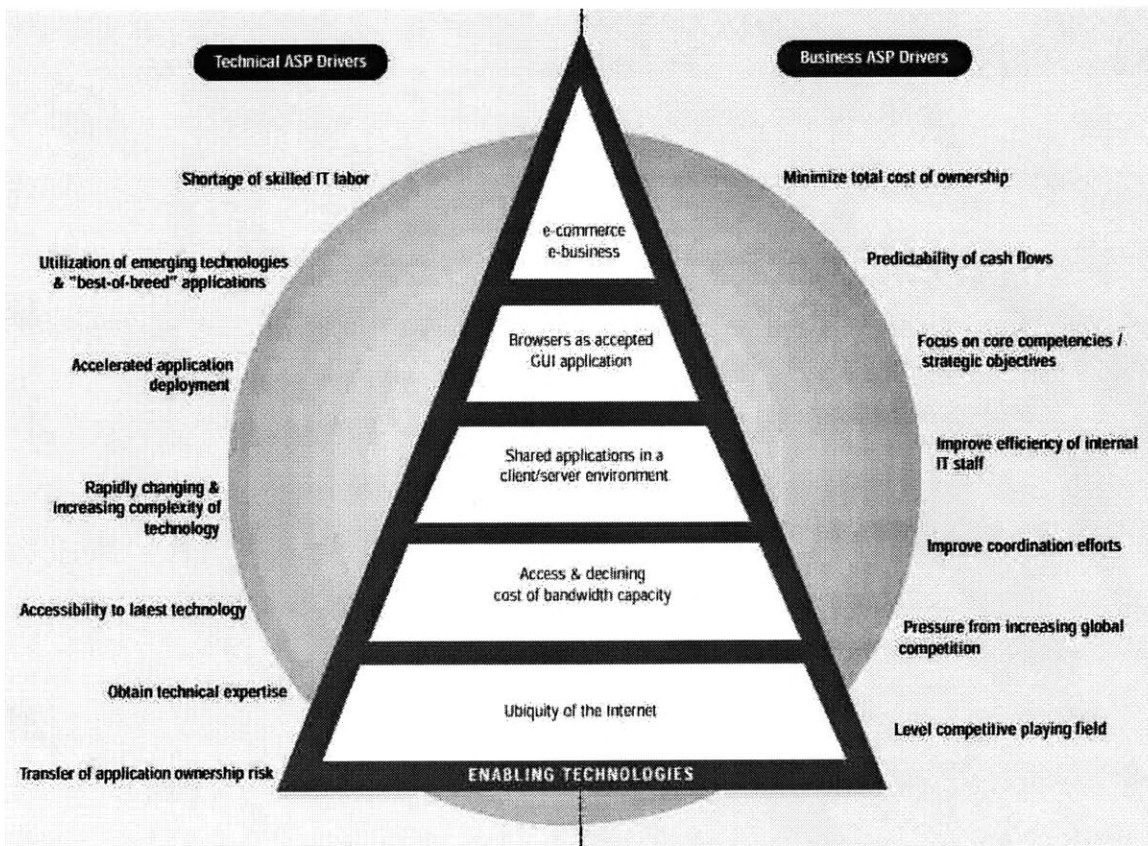 Technical ASP Drivers
Business ASP Drivers
Shortage of skilled IT labor
Utilization of emerging technologies
& "best-of-breed" applications
Accelerated application
deployment
Rapidly changing &
increasing complexity of
technology
Accessibility to latest technology
Obtain technical expertise
Transfer of application ownership risk
e-commerce
e-business
Browsers as accepted
GUI application
Shared applications in a
client/server environment
Access & declining
cost of bandwidth capacity
Ubiquity of the Internet
ENABLING TECHNOLOGIES
Minimize total cost of ownership
Predictability of cash flows
Focus on core competencies /
strategic objectives
Improve efficiency of internal
IT staff
Improve coordination efforts
Pressure from increasing global
competition
Level competitive playing field